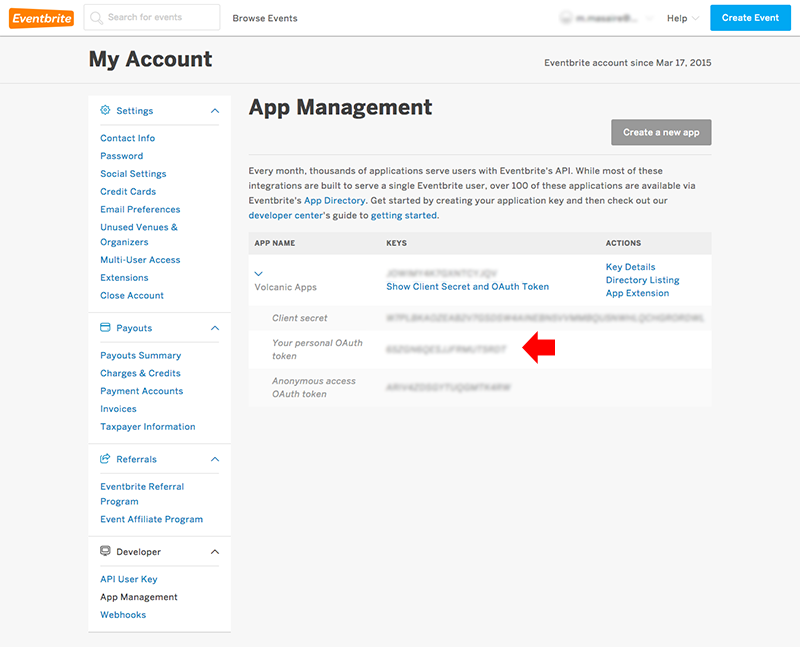 Eventbrite
Search for events
Browse Events
Help
Create Event
My Account
Eventbrite account since Mar 17, 2015
Settings
Contact Info
Password
Social Settings
Credit Cards
Email Preferences
Unused Venues &
Organizers
Multi-User Access
Extensions
Close Account
Payouts
Payouts Summary
Charges & Credits
Payment Accounts
Invoices
Taxpayer Information
Referrals
Eventbrite Referral
Program
Event Affiliate Program
Developer
API User Key
App Management
Webhooks
App Management
Create a new app
Every month, thousands of applications serve users with Eventbrite's API. While most of these
integrations are built to serve a single Eventbrite user, over 100 of these applications are available via
Eventbrite's App Directory. Get started by creating your application key and then check out our
developer center's guide to getting started.
APP NAME KEYS ACTIONS
Volcanic Apps
Show Client Secret and OAuth Token
Key Details
Directory Listing
App Extension
Client secret
Your personal OAuth
token
Anonymous access
OAuth token